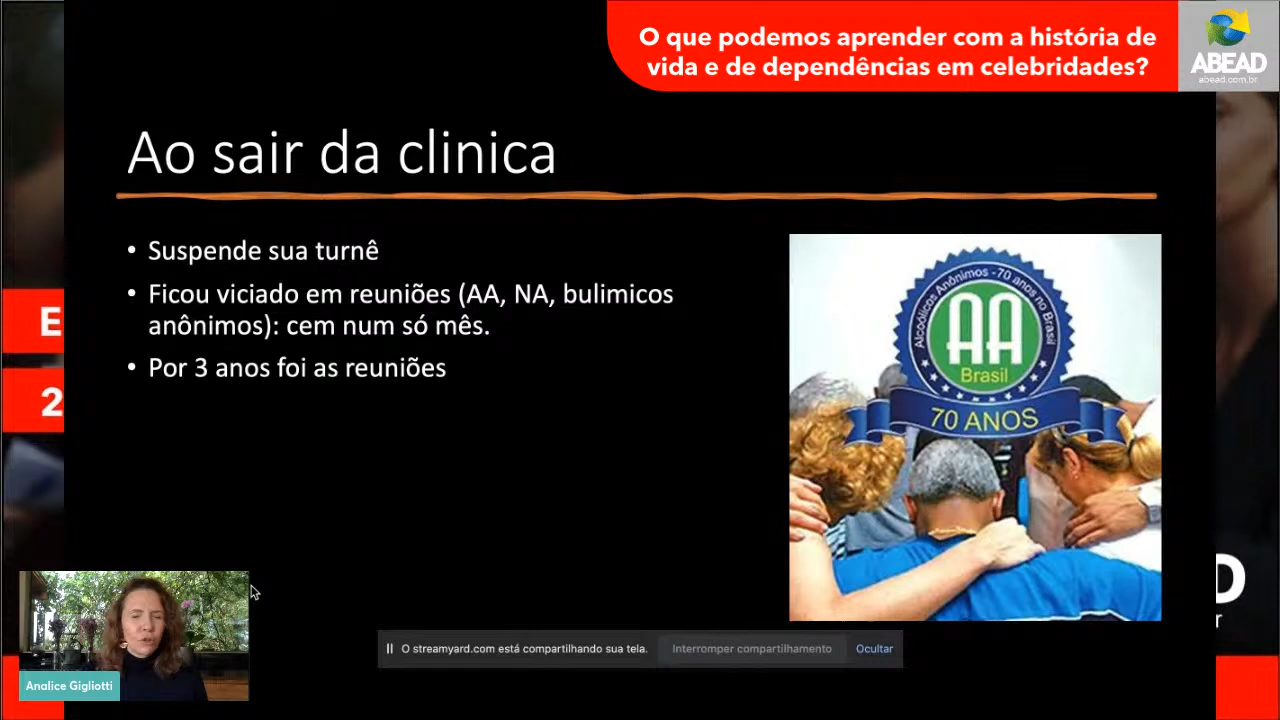 O que podemos aprender com a história de
vida e de dependências em celebridades?
ABEAD
abead.com.br
Ao sair da clinica
• Suspende sua turnê
• Ficou viciado em reuniões (AA, NA, bulimicos
anônimos): cem num só mês.
• Por 3 anos foi as reuniões
Alcoólicos Anônimos - 70 anos no Brasil
AA
Brasil
70 ANOS
E
2
D
r
O streamyard.com está compartilhando sua tela.
Interromper compartilhamento
Ocultar
Analice Gigliotti